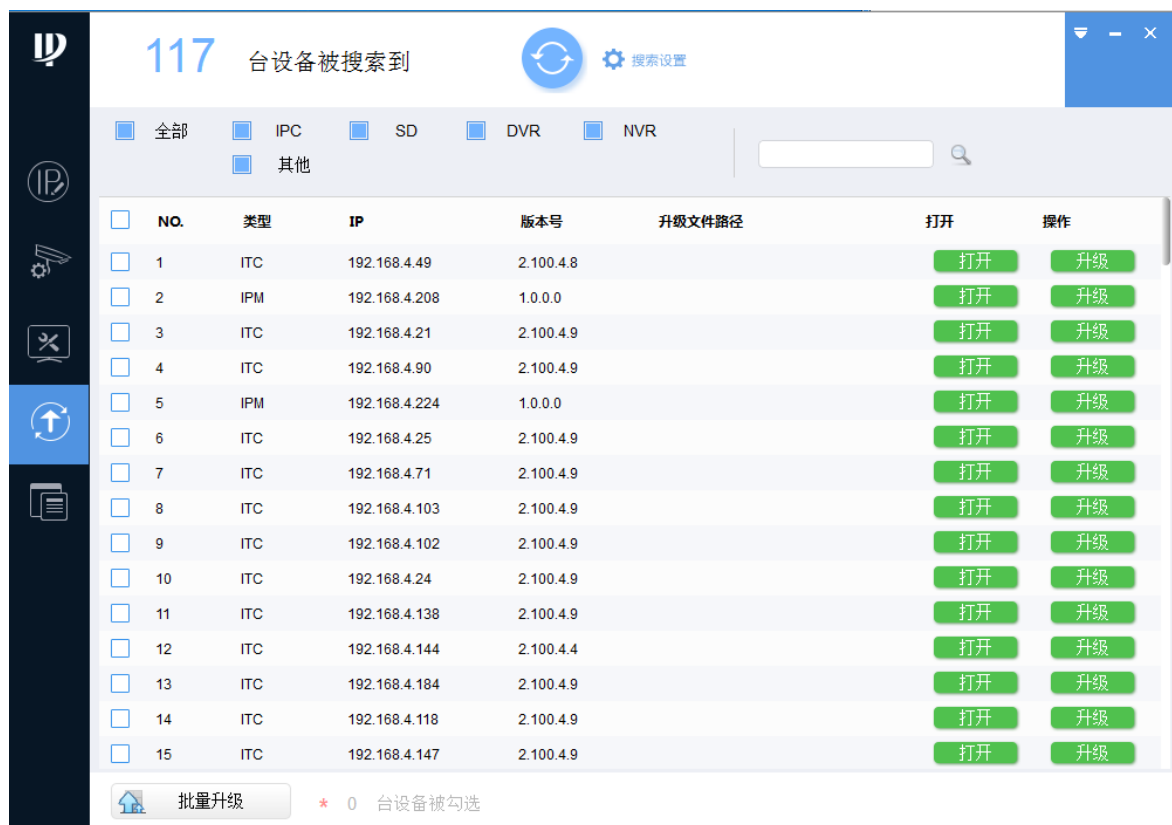 117 台设备被搜索到 搜索设置
全部 IPC SD DVR NVR
其他
NO. 类型 IP 版本号 升级文件路径 打开 操作
1 ITC 192.168.4.49 2.100.4.8 打开 升级
2 IPM 192.168.4.208 1.0.0.0 打开 升级
3 ITC 192.168.4.21 2.100.4.9 打开 升级
4 ITC 192.168.4.90 2.100.4.9 打开 升级
5 IPM 192.168.4.224 1.0.0.0 打开 升级
6 ITC 192.168.4.25 2.100.4.9 打开 升级
7 ITC 192.168.4.71 2.100.4.9 打开 升级
8 ITC 192.168.4.103 2.100.4.9 打开 升级
9 ITC 192.168.4.102 2.100.4.9 打开 升级
10 ITC 192.168.4.24 2.100.4.9 打开 升级
11 ITC 192.168.4.138 2.100.4.9 打开 升级
12 ITC 192.168.4.144 2.100.4.4 打开 升级
13 ITC 192.168.4.184 2.100.4.9 打开 升级
14 ITC 192.168.4.118 2.100.4.9 打开 升级
15 ITC 192.168.4.147 2.100.4.9 打开 升级
批量升级 * 0 台设备被勾选
IP